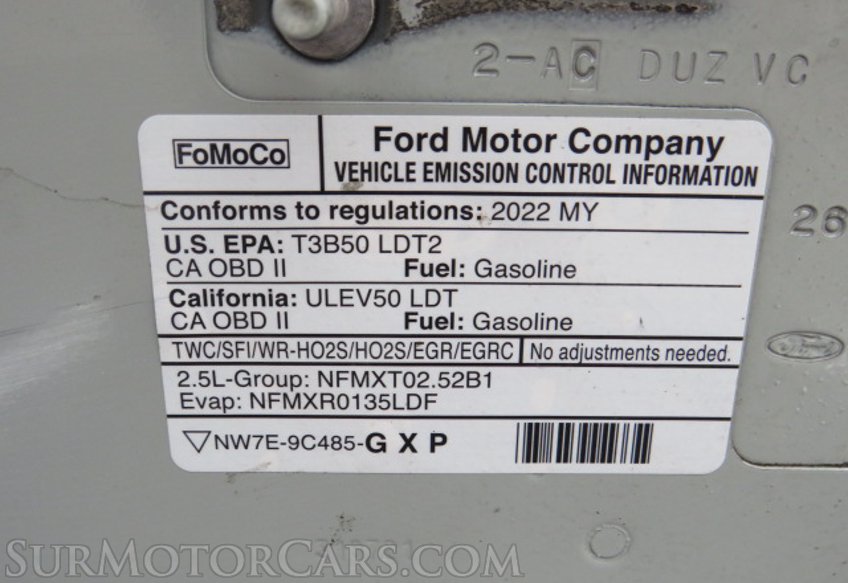 2-AC DUZ VC
FoMoCo
Ford Motor Company
VEHICLE EMISSION CONTROL INFORMATION
Conforms to regulations: 2022 MY
U.S. EPA: T3B50 LDT2
CA OBD II Fuel: Gasoline
California: ULEV50 LDT
CA OBD II Fuel: Gasoline
TWC/SFI/WR-HO2S/HO2S/EGR/EGRC No adjustments needed.
2.5L-Group: NFMXT02.52B1
Evap: NFMXR0135LDF
NW7E-9C485-G X P
26
Ford
SURMOTORCARS.COM